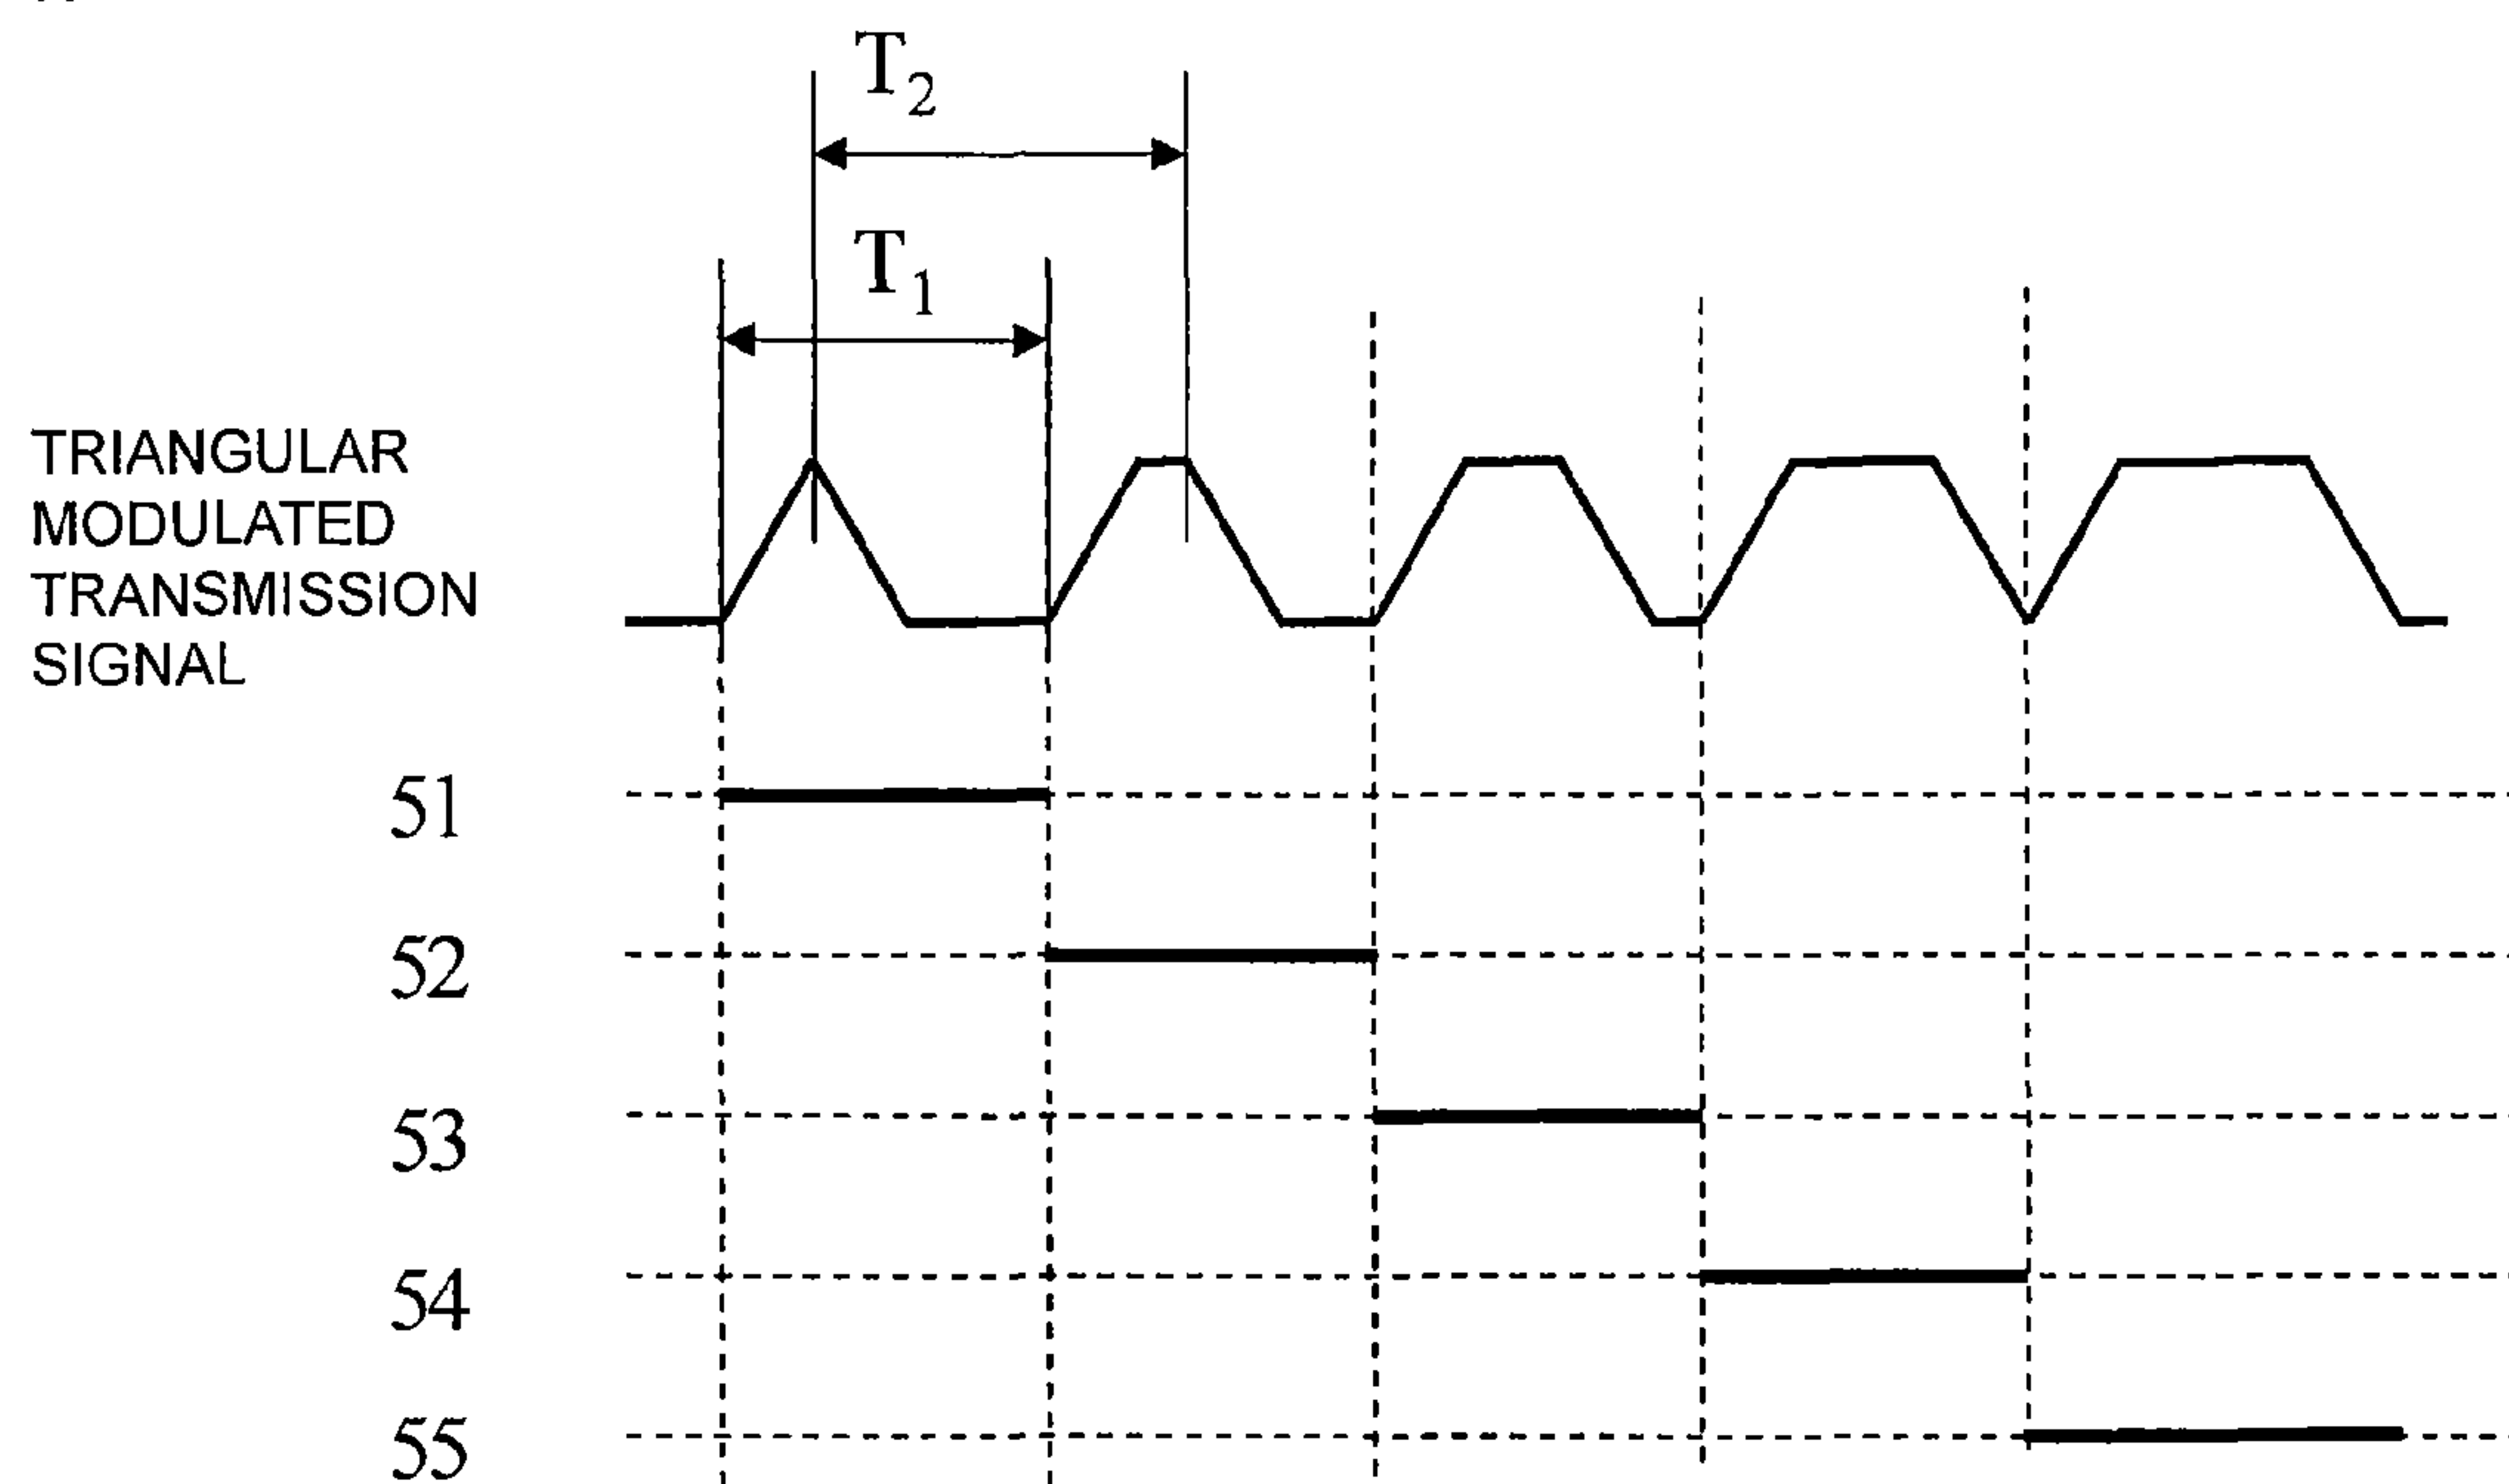 T2
T1
TRIANGULAR
MODULATED
TRANSMISSION
SIGNAL
51
52
53
54
55